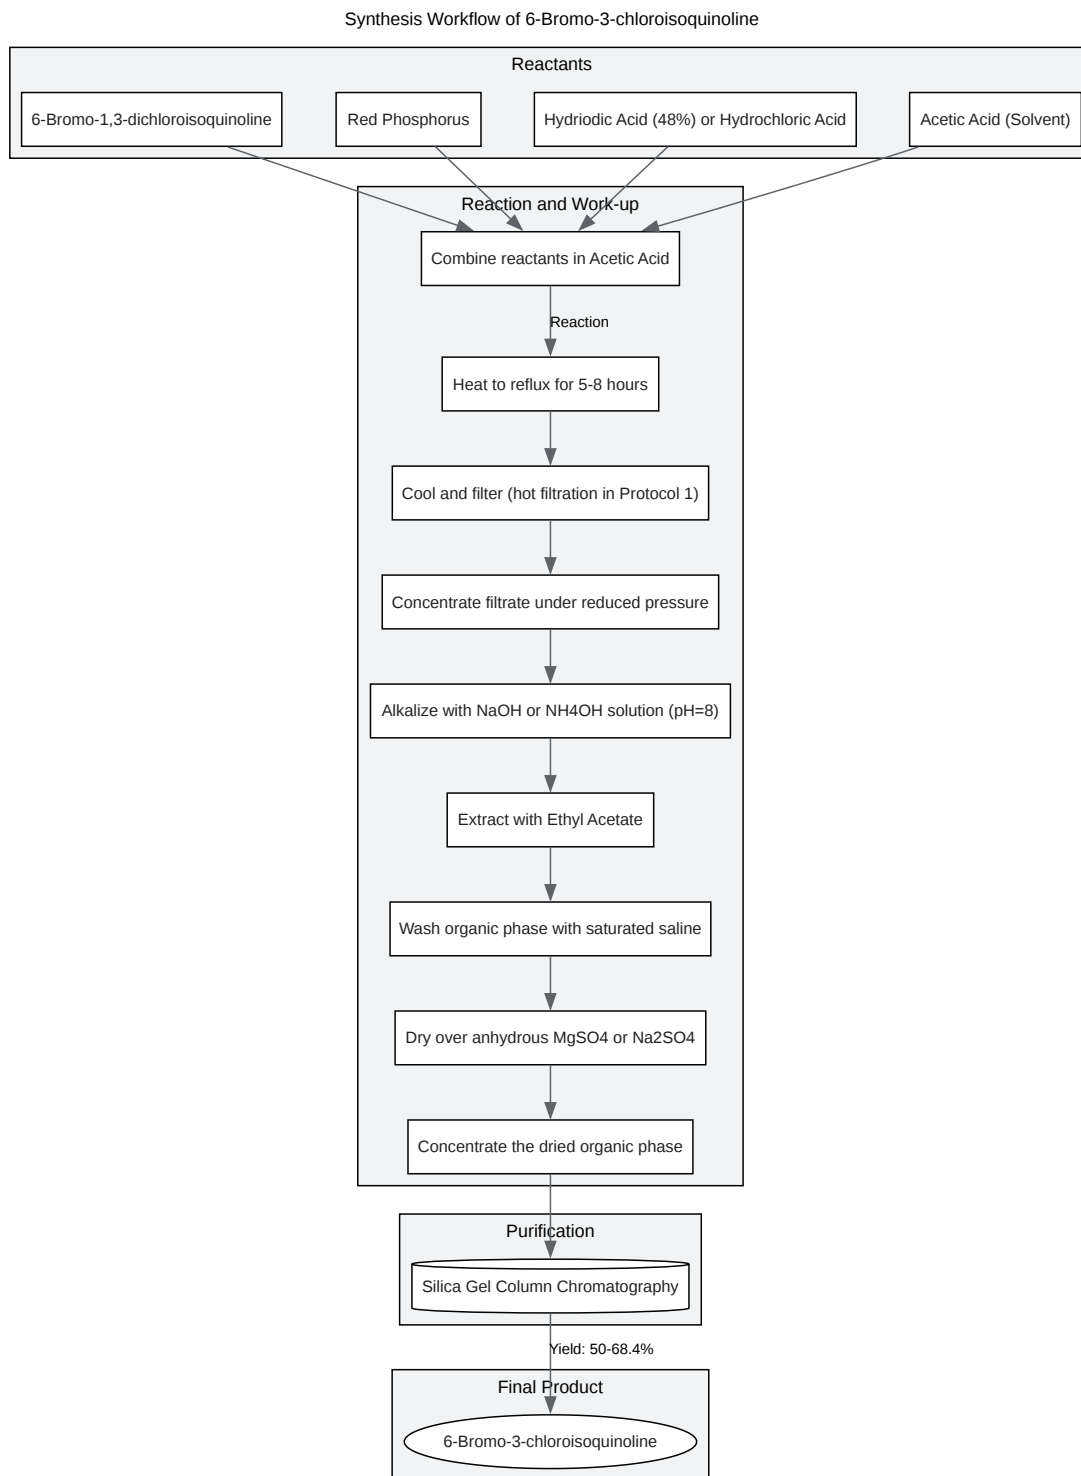 Synthesis Workflow of 6-Bromo-3-chloroisoquinoline
Reactants
6-Bromo-1,3-dichloroisoquinoline
Red Phosphorus
Hydriodic Acid (48%) or Hydrochloric Acid
Acetic Acid (Solvent)
Reaction and Work-up
Combine reactants in Acetic Acid
Reaction
Heat to reflux for 5-8 hours
Cool and filter (hot filtration in Protocol 1)
Concentrate filtrate under reduced pressure
Alkalize with NaOH or NH4OH solution (pH=8)
Extract with Ethyl Acetate
Wash organic phase with saturated saline
Dry over anhydrous MgSO4 or Na2SO4
Concentrate the dried organic phase
Purification
Silica Gel Column Chromatography
Yield: 50-68.4%
Final Product
6-Bromo-3-chloroisoquinoline